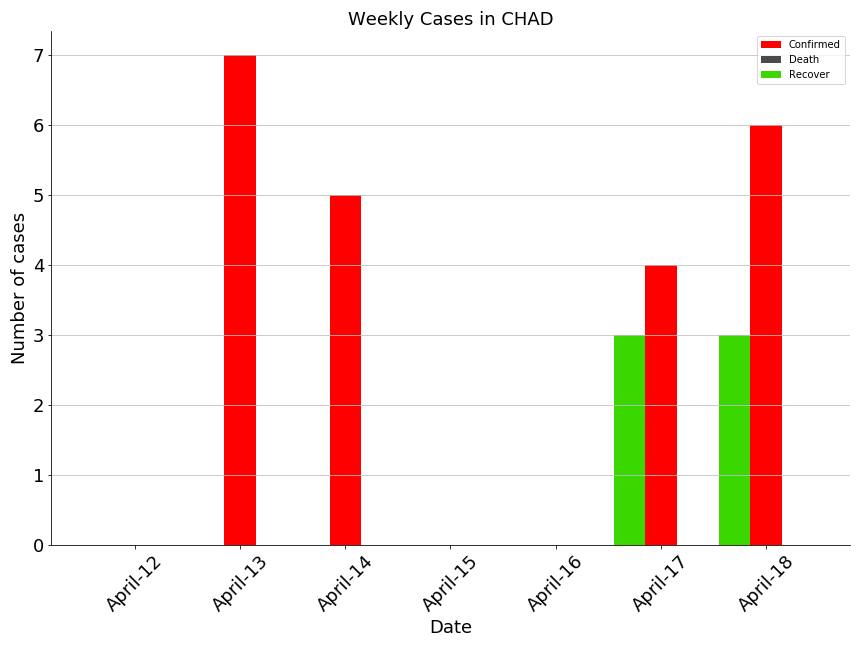 Weekly Cases in CHAD
Confirmed
Death
Recover
Number of cases
7
6
5
4
3
2
1
0
April-12
April-13
April-14
April-15
April-16
April-17
April-18
Date